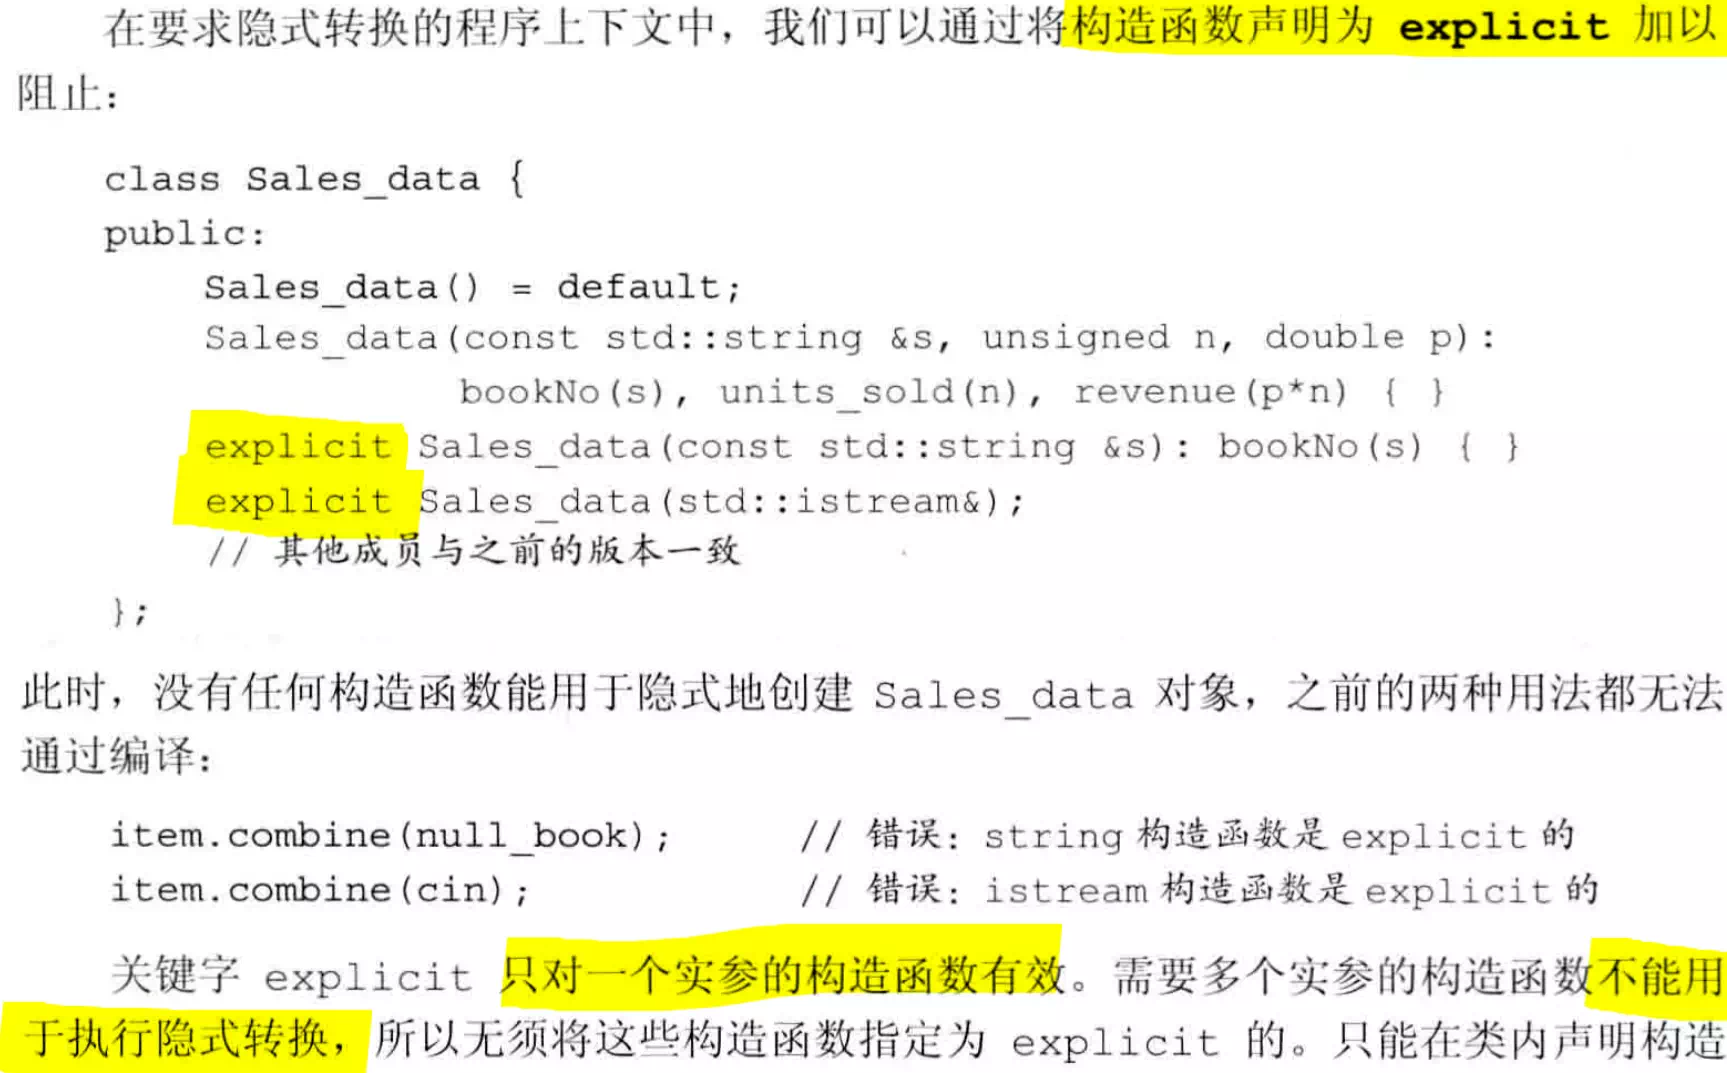 在要求隐式转换的程序上下文中，我们可以通过将构造函数声明为 explicit 加以
阻止：
class Sales_data {
public:
Sales_data() = default;
Sales_data(const std::string &s, unsigned n, double p):
bookNo(s), units_sold(n), revenue(p*n) { }
explicit Sales_data(const std::string &s): bookNo(s) { }
explicit Sales_data(std::istream&);
// 其他成员与之前的版本一致
};
此时，没有任何构造函数能用于隐式地创建 Sales_data 对象，之前的两种用法都无法
通过编译：
item.combine(null_book); // 错误：string 构造函数是 explicit 的
item.combine(cin); // 错误：istream 构造函数是 explicit 的
关键字 explicit 只对一个实参的构造函数有效。需要多个实参的构造函数不能用
于执行隐式转换，所以无须将这些构造函数指定为 explicit 的。只能在类内声明构造